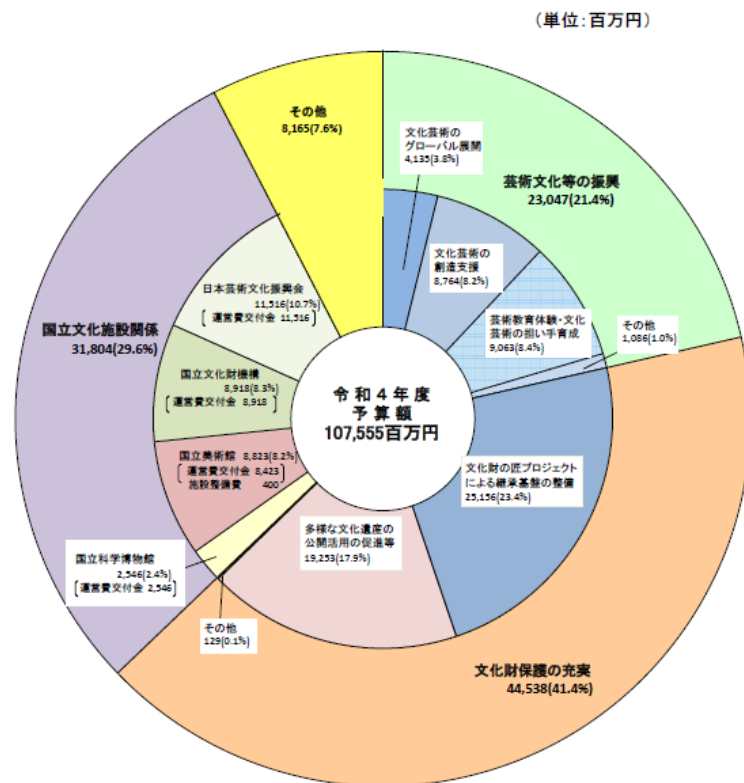 （単位：百万円）
その他
8,165(7.6%)
文化芸術の
グローバル展開
4,135(3.8%)
芸術文化等の振興
23,047(21.4%)
文化芸術の
創造支援
8,764(8.2%)
芸術教育体験・文化
芸術の担い手育成
9,063(8.4%)
その他
1,086(1.0%)
日本芸術文化振興会
11,516(10.7%)
運営費交付金 11,516
国立文化施設関係
31,804(29.6%)
国立文化財機構
8,918(8.3%)
運営費交付金 8,918
令和４年度
予算額
107,555百万円
国立美術館 8,823(8.2%)
運営費交付金 8,423
施設整備費 400
文化財の匠プロジェクト
による継承基盤の整備
25,156(23.4%)
多様な文化遺産の
公開活用の促進等
19,253(17.9%)
国立科学博物館
2,546(2.4%)
運営費交付金 2,546
その他
129(0.1%)
文化財保護の充実
44,538(41.4%)